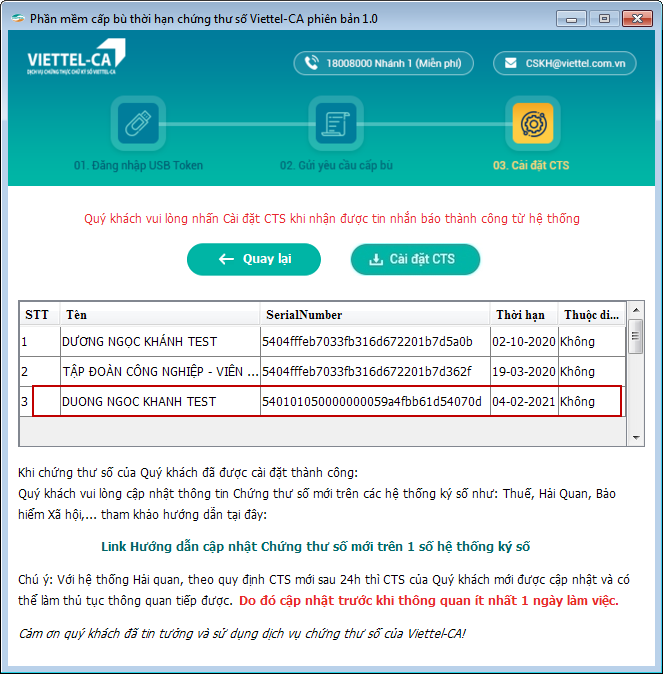 Phần mềm cấp bù thời hạn chứng thư số Viettel-CA phiên bản 1.0
VIETTEL-CA
DỊCH VỤ CHỨNG THỰC CHỮ KÝ SỐ VIETTEL-CA
18008000 Nhánh 1 (Miễn phí)
CSKH@viettel.com.vn
01. Đăng nhập USB Token
02. Gửi yêu cầu cấp bù
03. Cài đặt CTS
Quý khách vui lòng nhấn Cài đặt CTS khi nhận được tin nhắn báo thành công từ hệ thống
Quay lại
Cài đặt CTS
STT Tên SerialNumber Thời hạn Thuộc di...
1 DƯƠNG NGỌC KHÁNH TEST 5404fffeb7033fb316d672201b7d5a0b 02-10-2020 Không
2 TẬP ĐOÀN CÔNG NGHIỆP - VIỄN ... 5404fffeb7033fb316d672201b7d362f 19-03-2020 Không
3 DUONG NGOC KHANH TEST 540101050000000059a4fbb61d54070d 04-02-2021 Không
Khi chứng thư số của Quý khách đã được cài đặt thành công:
Quý khách vui lòng cập nhật thông tin Chứng thư số mới trên các hệ thống ký số như: Thuế, Hải Quan, Bảo
hiểm Xã hội,... tham khảo hướng dẫn tại đây:
Link Hướng dẫn cập nhật Chứng thư số mới trên 1 số hệ thống ký số
Chú ý: Với hệ thống Hải quan, theo quy định CTS mới sau 24h thì CTS của Quý khách mới được cập nhật và có
thể làm thủ tục thông quan tiếp được. Do đó cập nhật trước khi thông quan ít nhất 1 ngày làm việc.
Cảm ơn quý khách đã tin tưởng và sử dụng dịch vụ chứng thư số của Viettel-CA!